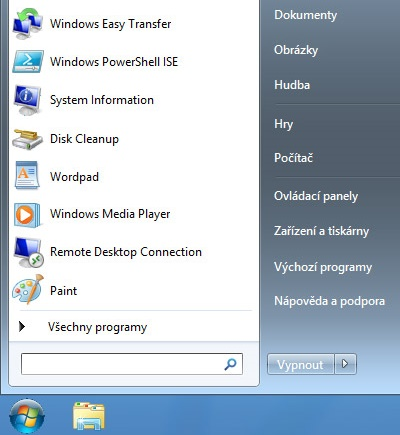 Windows Easy Transfer
Windows PowerShell ISE
System Information
Disk Cleanup
Wordpad
Windows Media Player
Remote Desktop Connection
Paint
Všechny programy
Dokumenty
Obrázky
Hudba
Hry
Počítač
Ovládací panely
Zařízení a tiskárny
Výchozí programy
Nápověda a podpora
Vypnout